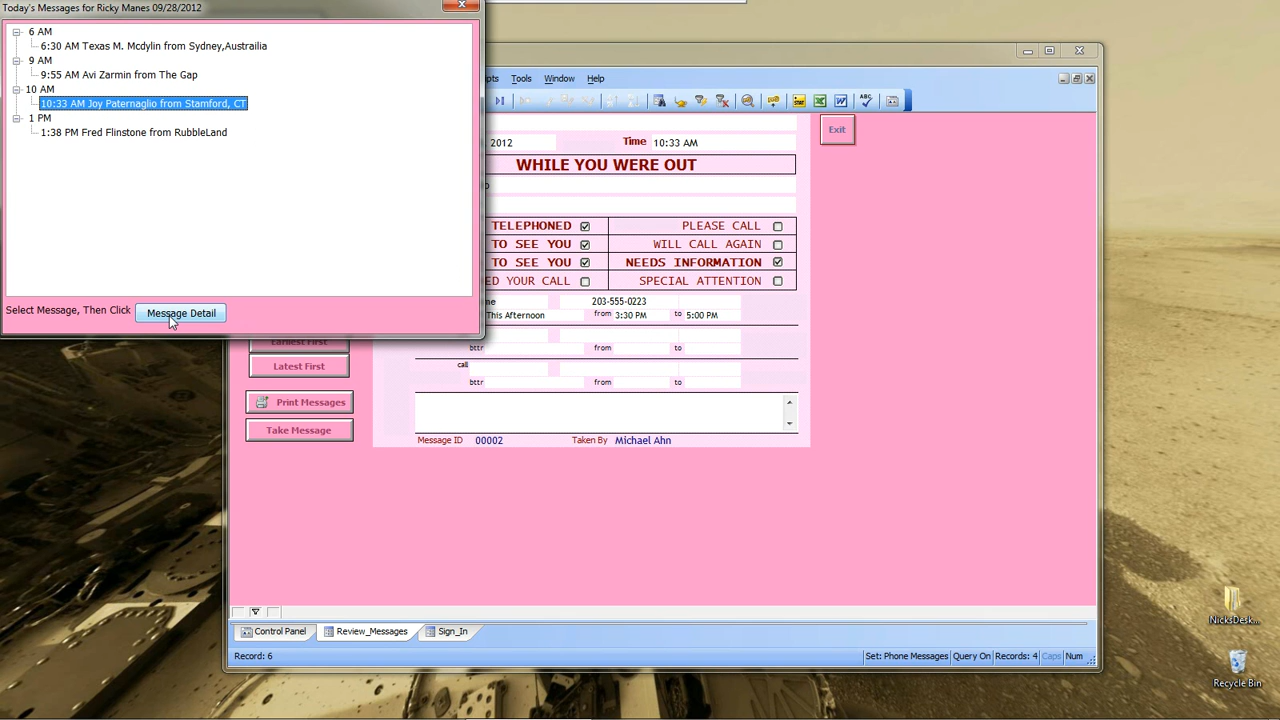 Today's Messages for Ricky Manes 09/28/2012
6 AM
6:30 AM Texas M. Mcdylin from Sydney,Austrailia
9 AM
9:55 AM Avi Zarmin from The Gap
10 AM
10:33 AM Joy Paternaglio from Stamford, CT
1 PM
1:38 PM Fred Flinstone from RubbleLand
Select Message, Then Click
Message Detail
Tools
Window
Help
ABC
Exit
2012
Time
10:33 AM
WHILE YOU WERE OUT
TELEPHONED
PLEASE CALL
TO SEE YOU
WILL CALL AGAIN
TO SEE YOU
NEEDS INFORMATION
YOUR CALL
SPECIAL ATTENTION
203-555-0223
This Afternoon
from
3:30 PM
to
5:00 PM
bttr
from
to
call
bttr
from
to
Earliest First
Latest First
Print Messages
Take Message
Message ID
00002
Taken By
Michael Ahn
Control Panel
Review_Messages
Sign_In
Record: 6
Set: Phone Messages
Query On
Records: 4
Caps
Num
NicksDesk...
Recycle Bin